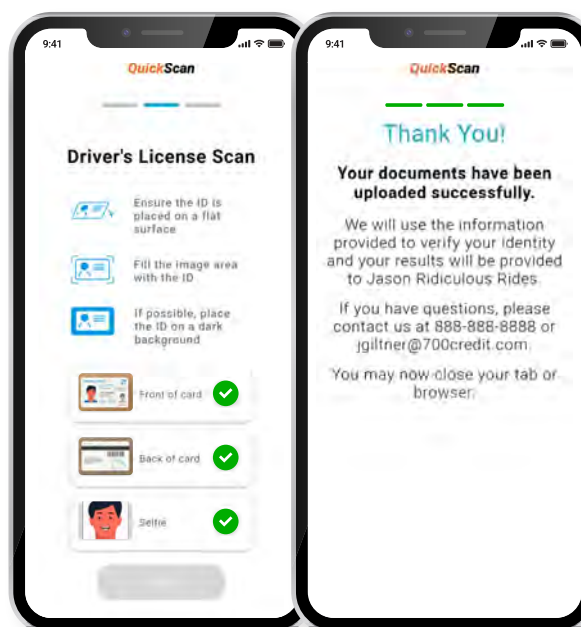 9:41
QuickScan
Driver's License Scan
Ensure the ID is
placed on a flat
surface
Fill the image area
with the ID
If possible, place
the ID on a dark
background
Front of card
Back of card
Selfie
9:41
QuickScan
Thank You!
Your documents have been
uploaded successfully.
We will use the information
provided to verify your identity
and your results will be provided
to Jason Ridiculous Rides.
If you have questions, please
contact us at 888-888-8888 or
jgiltner@700credit.com
You may now close your tab or
browser.